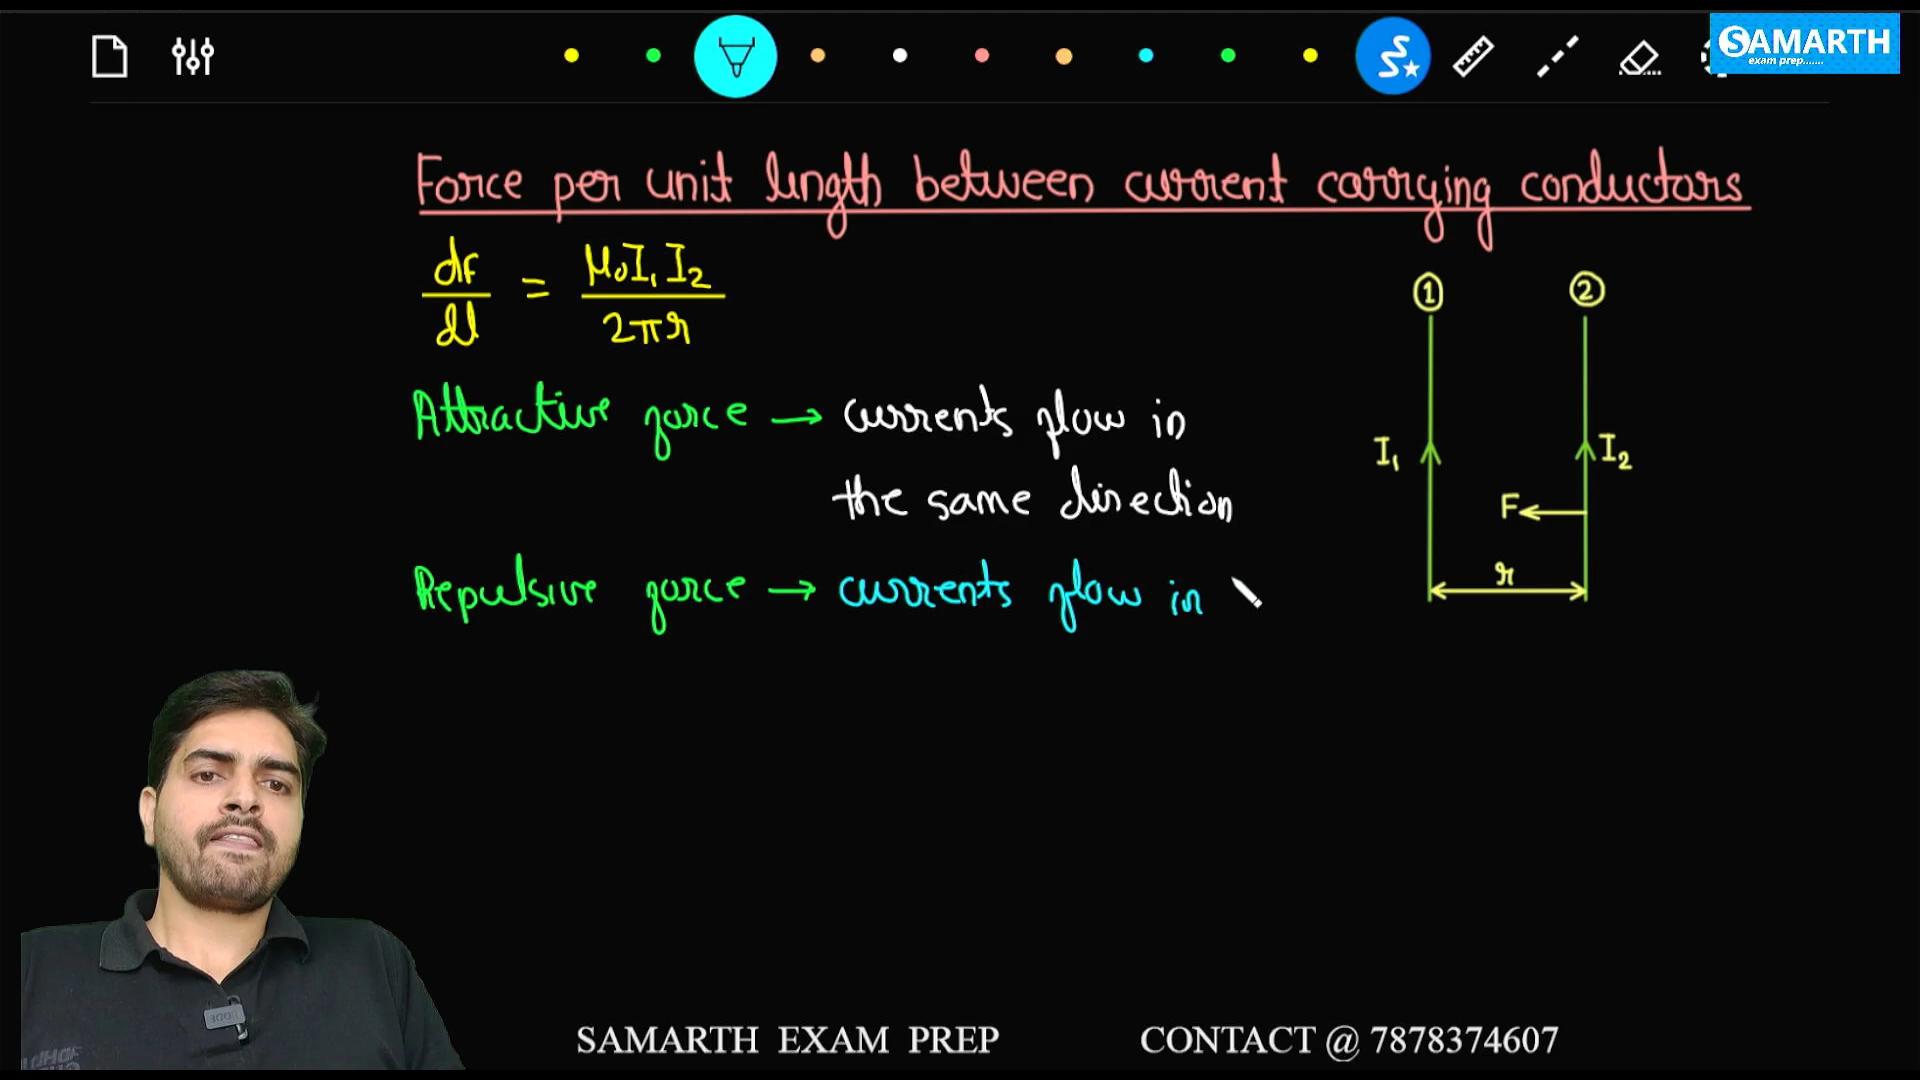 SAMARTH
exam prep.......
Force per unit length between current carrying conductors
dF/dl = μ₀I₁I₂/2πr
① ②
Attractive force → currents flow in
the same direction
I₁ I₂
F
r
Repulsive force → currents flow in
SAMARTH EXAM PREP CONTACT @ 7878374607